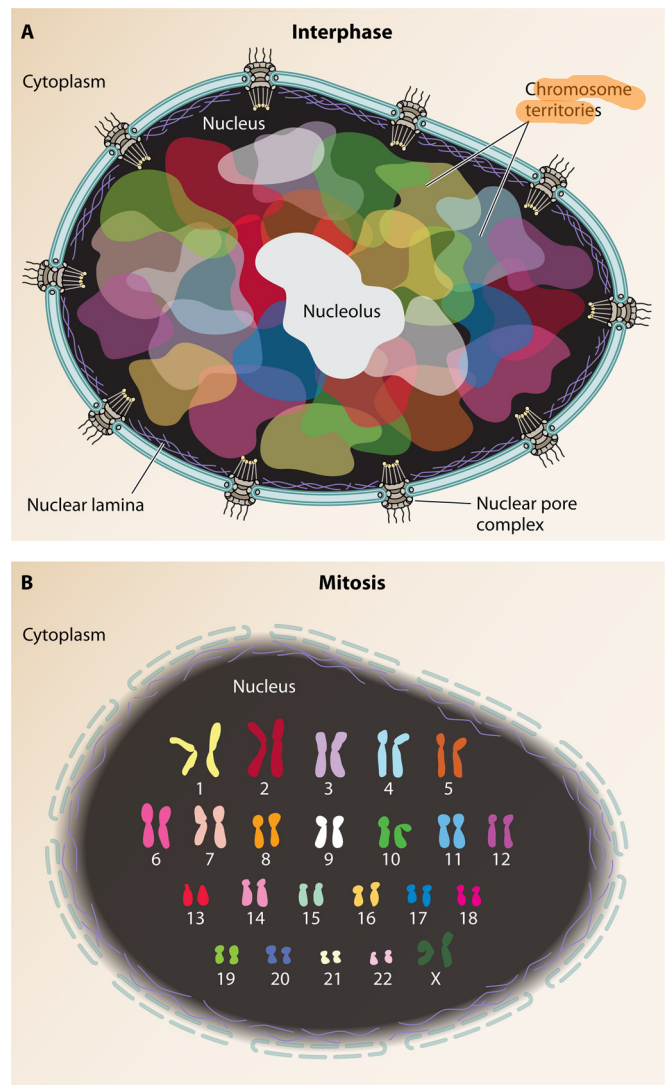 A
Interphase
Cytoplasm
Chromosome
territories
Nucleus
Nucleolus
Nuclear lamina
Nuclear pore
complex
B
Mitosis
Cytoplasm
Nucleus
1 2 3 4 5
6 7 8 9 10 11 12
13 14 15 16 17 18
19 20 21 22 X